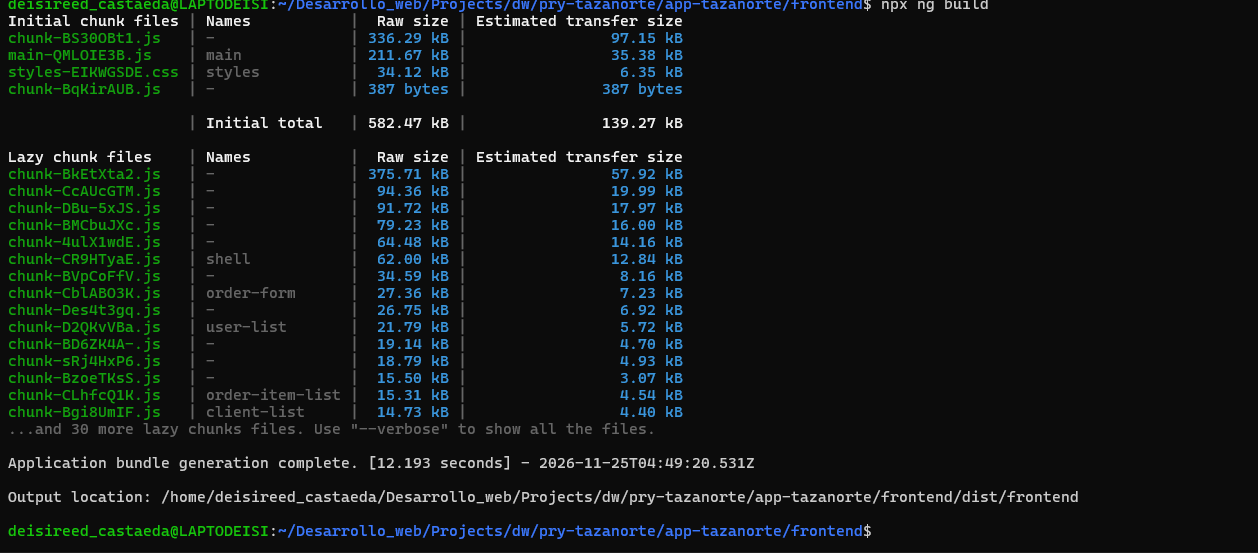 deisireed_castaeda@LAPTODEISI:~/Desarrollo_web/Projects/dw/pry-tazanorte/app-tazanorte/frontend$ npx ng build
Initial chunk files | Names | Raw size | Estimated transfer size
chunk-BS30OBt1.js | - | 336.29 kB | 97.15 kB
main-QMLOIE3B.js | main | 211.67 kB | 35.38 kB
styles-EIKWGSDE.css | styles | 34.12 kB | 6.35 kB
chunk-BqKirAUB.js | - | 387 bytes | 387 bytes
| Initial total | 582.47 kB | 139.27 kB
Lazy chunk files | Names | Raw size | Estimated transfer size
chunk-BkEtXta2.js | - | 375.71 kB | 57.92 kB
chunk-CcAUcGTM.js | - | 94.36 kB | 19.99 kB
chunk-DBu-5xJS.js | - | 91.72 kB | 17.97 kB
chunk-BMCbuJXc.js | - | 79.23 kB | 16.00 kB
chunk-4ulX1wdE.js | - | 64.48 kB | 14.16 kB
chunk-CR9HTyaE.js | shell | 62.00 kB | 12.84 kB
chunk-BVpCoFfV.js | - | 34.59 kB | 8.16 kB
chunk-CblABO3K.js | order-form | 27.36 kB | 7.23 kB
chunk-Des4t3gq.js | - | 26.75 kB | 6.92 kB
chunk-D2QKvVBa.js | user-list | 21.79 kB | 5.72 kB
chunk-BD6ZK4A-.js | - | 19.14 kB | 4.70 kB
chunk-sRj4HxP6.js | - | 18.79 kB | 4.93 kB
chunk-BzoeTKsS.js | - | 15.50 kB | 3.07 kB
chunk-CLhfcQ1K.js | order-item-list | 15.31 kB | 4.54 kB
chunk-Bgi8UmIF.js | client-list | 14.73 kB | 4.40 kB
...and 30 more lazy chunks files. Use "--verbose" to show all the files.
Application bundle generation complete. [12.193 seconds] - 2026-11-25T04:49:20.531Z
Output location: /home/deisireed_castaeda/Desarrollo_web/Projects/dw/pry-tazanorte/app-tazanorte/frontend/dist/frontend
deisireed_castaeda@LAPTODEISI:~/Desarrollo_web/Projects/dw/pry-tazanorte/app-tazanorte/frontend$